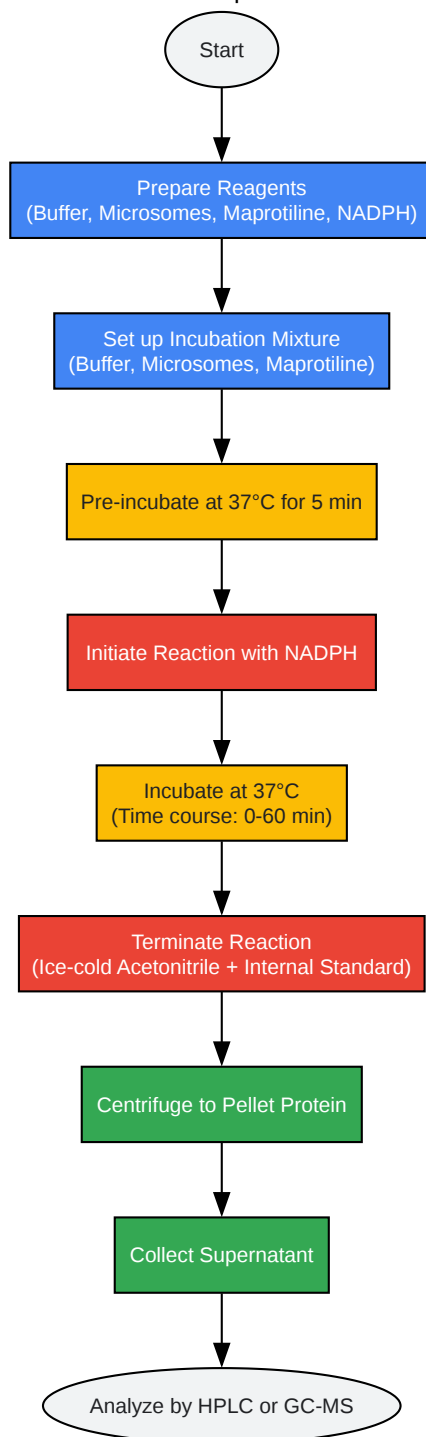 Start
Prepare Reagents
(Buffer, Microsomes, Maprotiline, NADPH)
Set up Incubation Mixture
(Buffer, Microsomes, Maprotiline)
Pre-incubate at 37°C for 5 min
Initiate Reaction with NADPH
Incubate at 37°C
(Time course: 0-60 min)
Terminate Reaction
(Ice-cold Acetonitrile + Internal Standard)
Centrifuge to Pellet Protein
Collect Supernatant
Analyze by HPLC or GC-MS